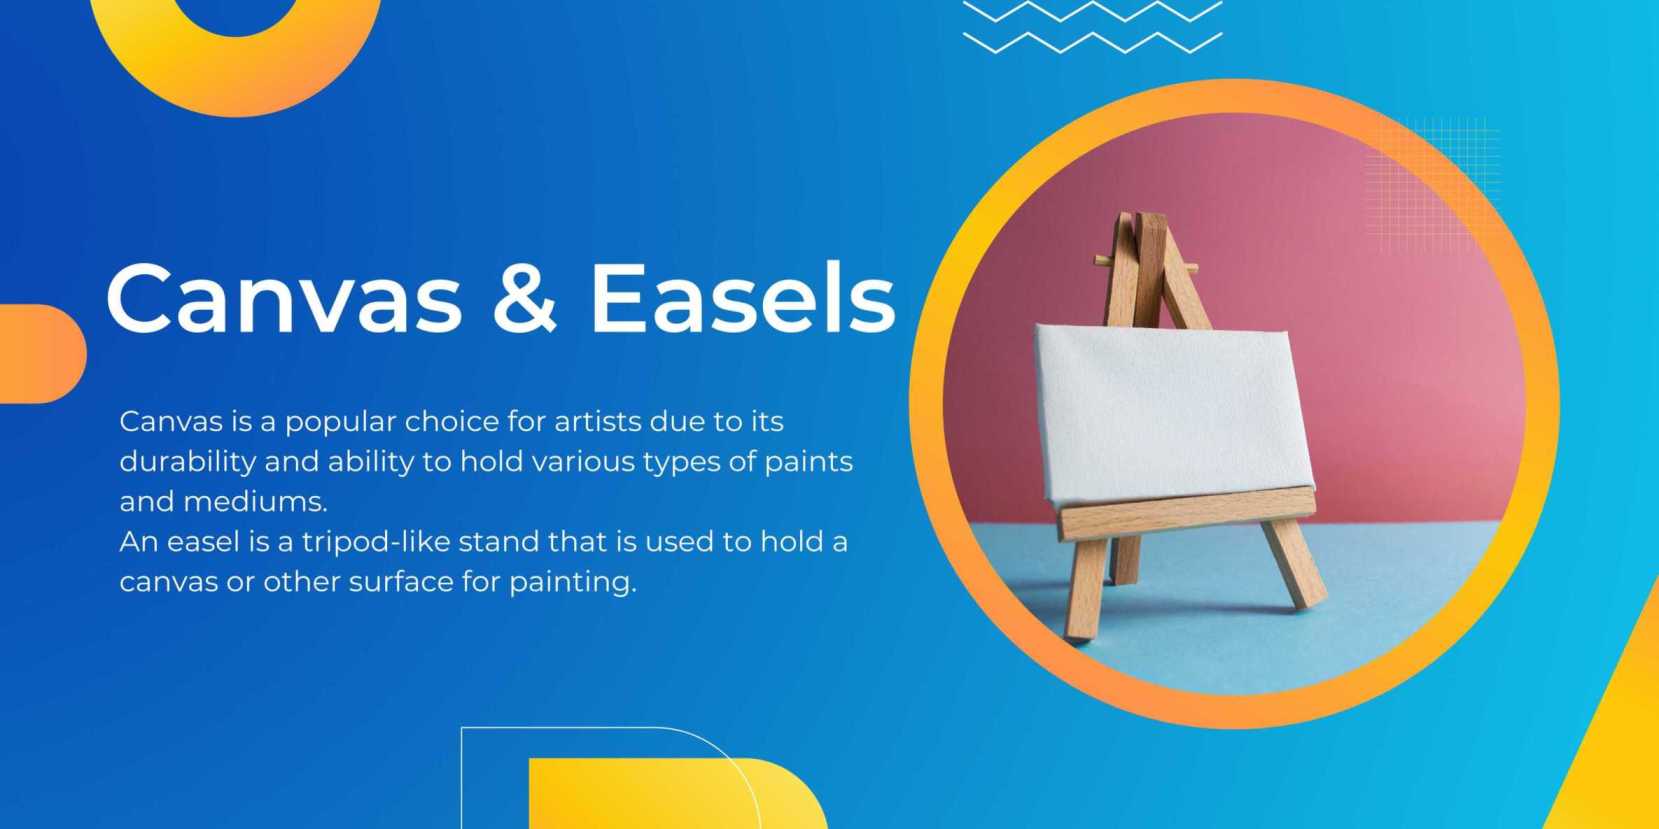 Canvas & Easels
Canvas is a popular choice for artists due to its
durability and ability to hold various types of paints
and mediums.
An easel is a tripod-like stand that is used to hold a
canvas or other surface for painting.